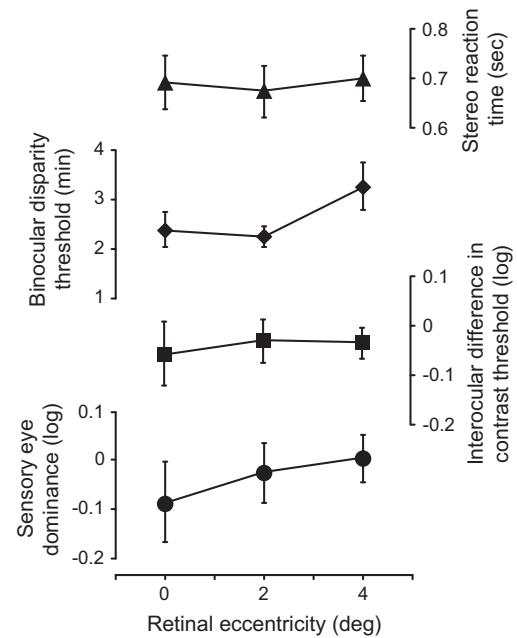 0.8
0.7
0.6
Stereo reaction
time (sec)
4
3
2
1
Binocular disparity
threshold (min)
0.1
0
-0.1
-0.2
Interocular difference in
contrast threshold (log)
0.1
0
-0.1
-0.2
Sensory eye
dominance (log)
0 2 4
Retinal eccentricity (deg)